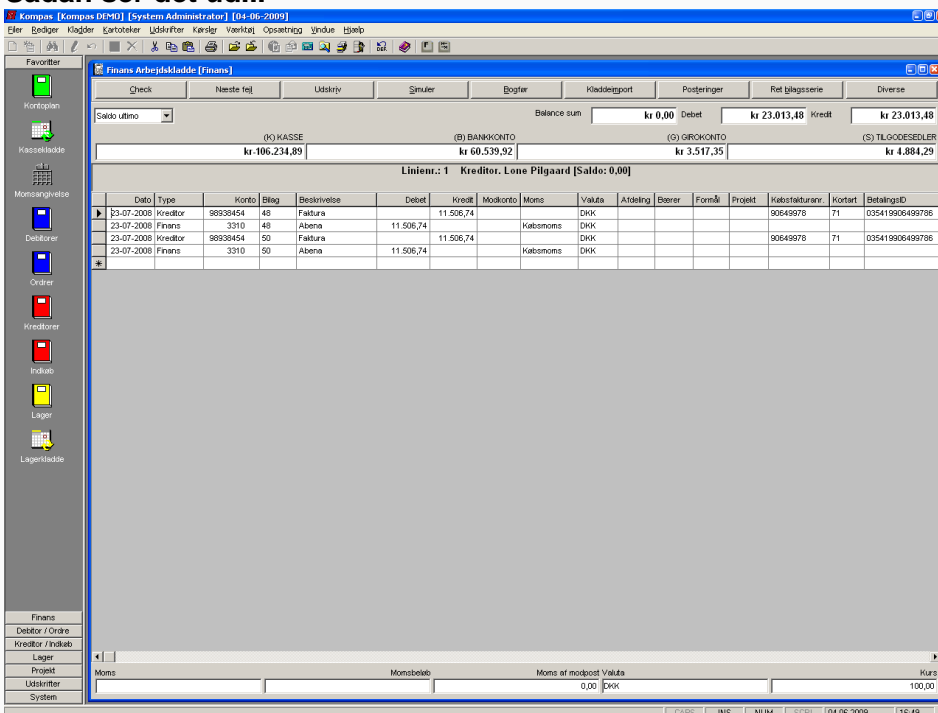 Kompas [Kompas DEMO] [System Administrator] [04-06-2009]
Filer Rediger Kladder Kartoteker Udskrifter Kørsler Værktøj Opsætning Vindue Hjælp
Favoritter
Kontoplan
Kassekladde
Momsangivelse
Debitorer
Ordrer
Kreditorer
Indkøb
Lager
Lagerkladde
Finans
Debitor / Ordre
Kreditor / Indkøb
Lager
Projekt
Udskrifter
System
Finans Arbejdskladde [Finans]
Check Næste fejl Udskriv Simuler Bogfør Kladdeimport Posteringer Ret bilagsserie Diverse
Saldo ultimo Balance sum kr 0,00 Debet kr 23.013,48 Kredit kr 23.013,48
(K) KASSE (B) BANKKONTO (G) GIROKONTO (S) TILGODESEDLER
kr-106.234,89 kr 60.539,92 kr 3.517,35 kr 4.884,29
Linienr.: 1 Kreditor. Lone Pilgaard [Saldo: 0,00]
Dato Type Konto Bilag Beskrivelse Debet Kredit Modkonto Moms Valuta Afdeling Bærer Formål Projekt Købsfakturanr. Kortart BetalingsID
23-07-2008 Kreditor 98938454 48 Faktura 11.506,74 DKK 90649978 71 035419906499786
23-07-2008 Finans 3310 48 Abena 11.506,74 Købsmoms DKK
23-07-2008 Kreditor 98938454 50 Faktura 11.506,74 DKK 90649978 71 035419906499786
23-07-2008 Finans 3310 50 Abena 11.506,74 Købsmoms DKK
Moms Momsbeløb Moms af modpost Valuta Kurs
0,00 DKK 100,00
CAPS INS NUM SCRL 04.06.2009 16:49